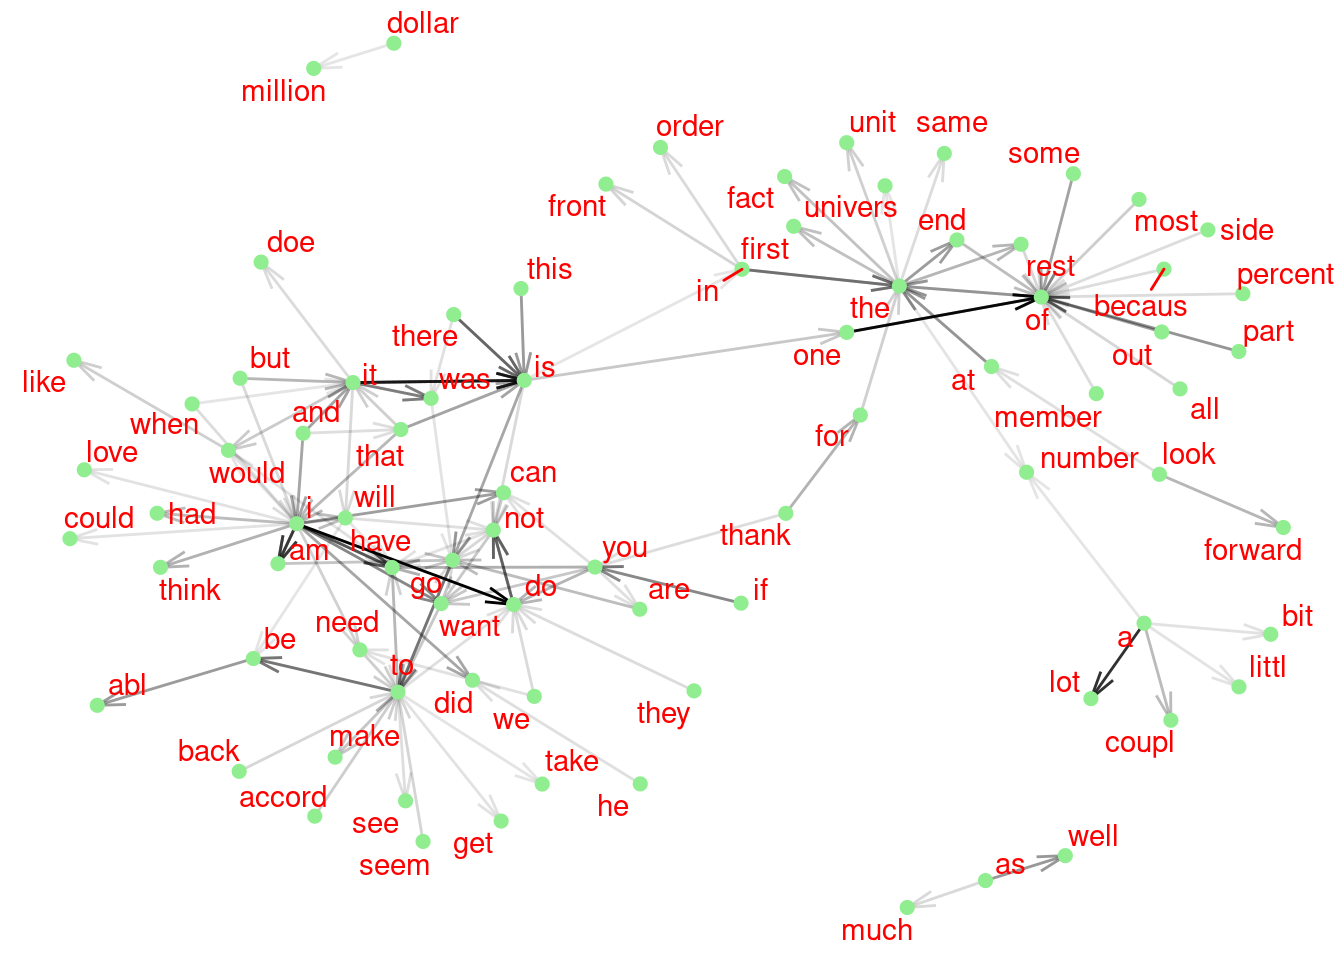 dollar
million
order
unit
same
some
front
fact
univers
end
most
side
doe
this
first
in
the
rest
percent
of
becaus
there
one
out
part
but
it
is
was
at
like
member
all
when
and
for
love
that
number
look
would
can
could
had
i
will
not
thank
forward
am
have
you
think
go
do
are
if
need
want
be
to
a
bit
abl
did
we
they
lot
littl
back
make
take
coupl
accord
see
get
he
seem
well
as
much